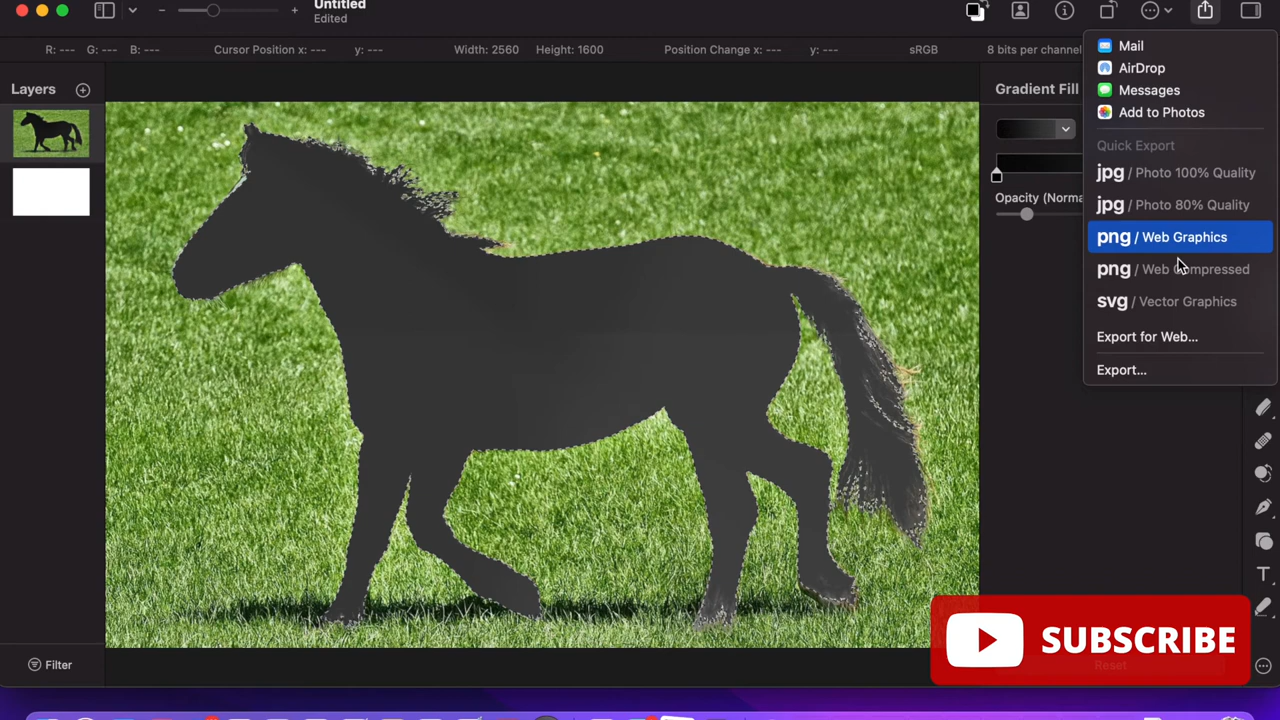 Untitled
Edited
R: --- G: --- B: --- Cursor Position x: --- y: --- Width: 2560 Height: 1600 Position Change x: --- y: --- sRGB 8 bits per channel
Layers
Gradient Fill
Opacity (Norma
Mail
AirDrop
Messages
Add to Photos
Quick Export
jpg / Photo 100% Quality
jpg / Photo 80% Quality
png / Web Graphics
png / Web Compressed
svg / Vector Graphics
Export for Web...
Export...
T
SUBSCRIBE
Reset
Filter